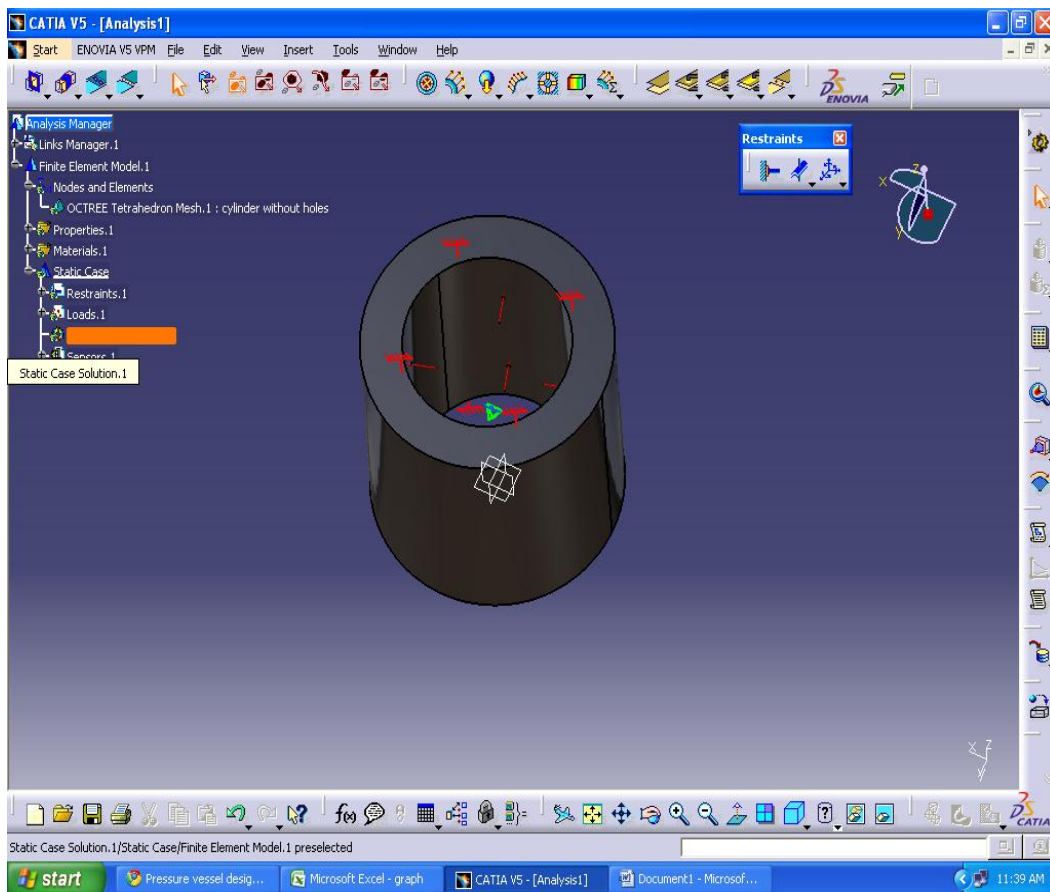 CATIA V5 - [Analysis1]
Start ENOVIA V5 VPM File Edit View Insert Tools Window Help
ENOVIA
Analysis Manager
Links Manager.1
Finite Element Model.1
Nodes and Elements
OCTREE Tetrahedron Mesh.1 : cylinder without holes
Properties.1
Materials.1
Static Case
Restraints.1
Loads.1
Sensors.1
Static Case Solution.1
Restraints
x
y
z
x
y
z
f(x)
CATIA
Static Case Solution.1/Static Case/Finite Element Model.1 preselected
start Pressure vessel desig... Microsoft Excel - graph CATIA V5 - [Analysis1] Document1 - Microsof... 11:39 AM